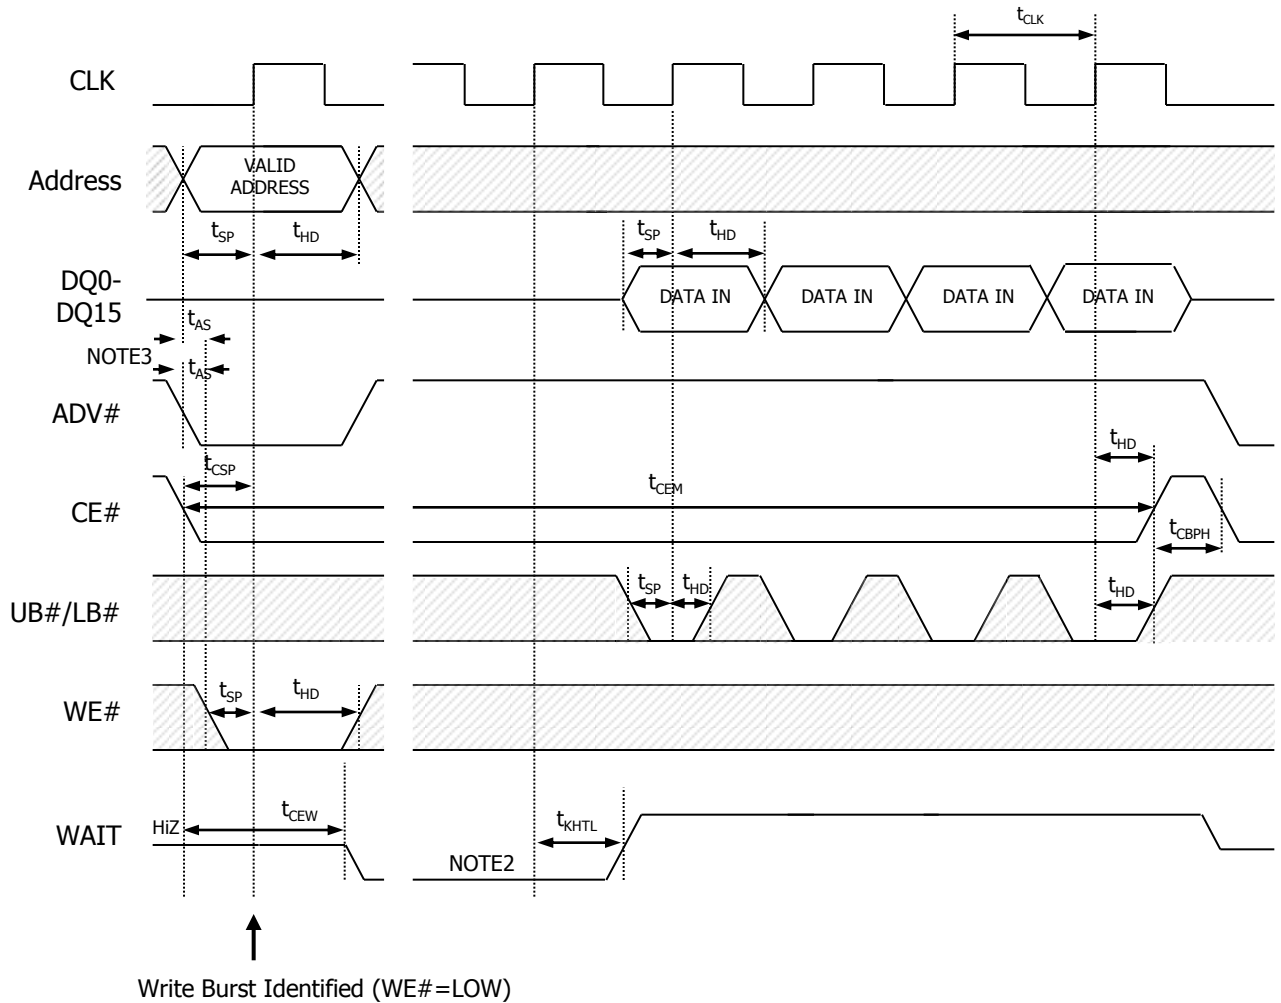 tCLK
CLK
Address
VALID
ADDRESS
tSP
tHD
tSP
tHD
DQ0-
DQ15
DATA IN
DATA IN
DATA IN
DATA IN
tAS
NOTE3
tAS
ADV#
tHD
tCSP
tCEM
CE#
tCBPH
UB#/LB#
tSP
tHD
tHD
WE#
tSP
tHD
HiZ
tCEW
tKHTL
WAIT
NOTE2
Write Burst Identified (WE#=LOW)